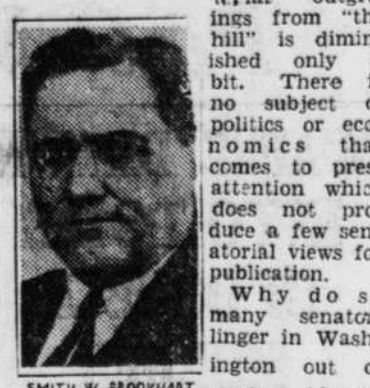 ings from "th
hill" is dimin
ished only
bit. There i
no subject o
politics or eco
nomics tha
comes to pres
attention whic
does not pro
duce a few sen
atorial views fo
publication.
Why do s
many senator
linger in Wash
ington out o
SMITH W. BROOKHART